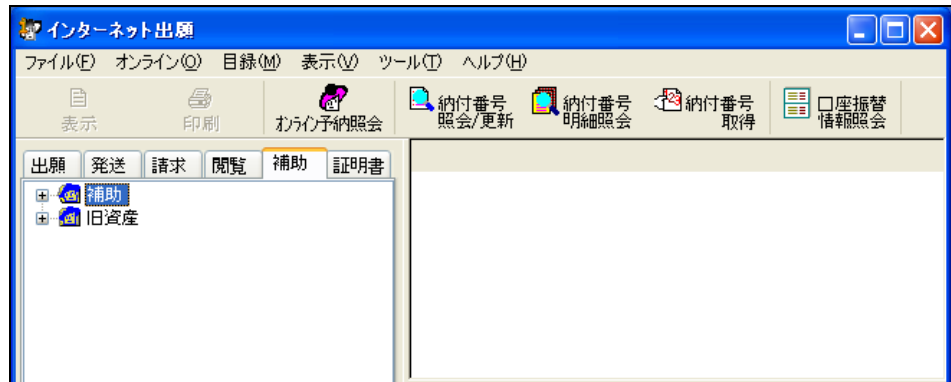 インターネット出願
ファイル(F) オンライン(O) 目録(M) 表示(V) ツール(T) ヘルプ(H)
表示
印刷
オンライン予納照会
納付番号
照会/更新
納付番号
明細照会
納付番号
取得
口座振替
情報照会
出願 発送 請求 閲覧 補助 証明書
補助
旧資産